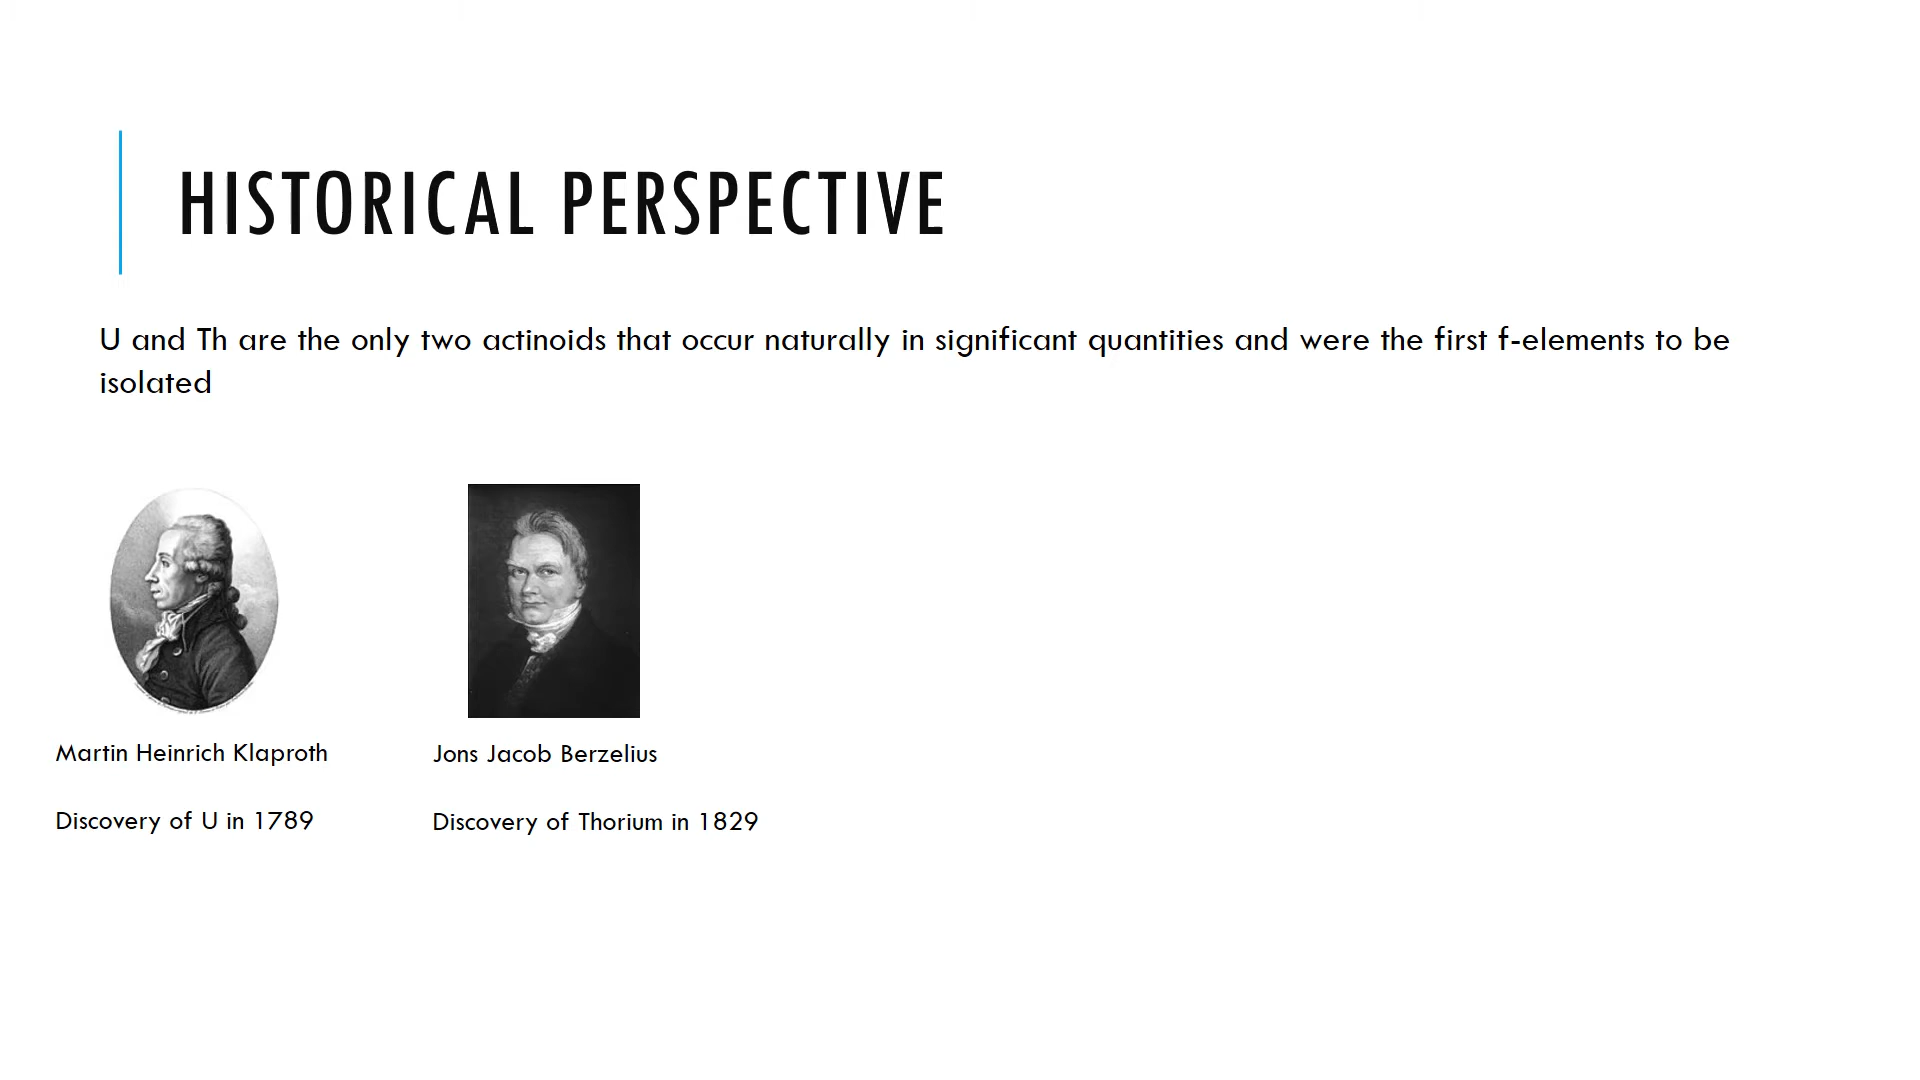 HISTORICAL PERSPECTIVE
U and Th are the only two actinoids that occur naturally in significant quantities and were the first f-elements to be
isolated
Martin Heinrich Klaproth
Discovery of U in 1789
Jons Jacob Berzelius
Discovery of Thorium in 1829